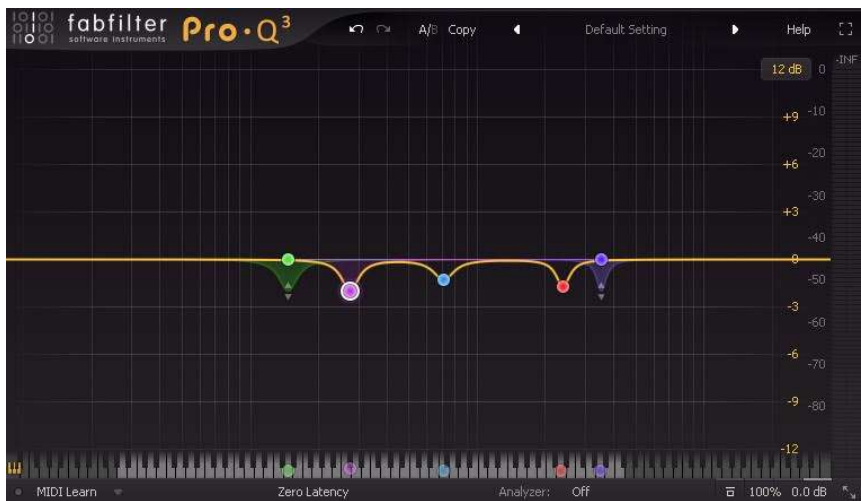 fabfilter Pro·Q³
software instruments
A/B Copy Default Setting Help
12 dB 0 -INF
+9 -10
-20
+6
-30
+3
-40
0
-50
-3
-60
-6
-70
-9 -80
-12
MIDI Learn Zero Latency Analyzer: Off 100% 0.0 dB